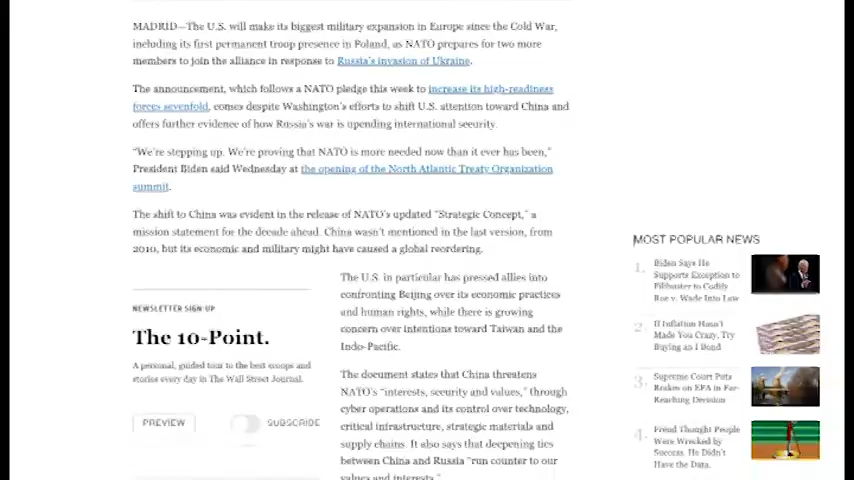 MADRID—The U.S. will make its biggest military expansion in Europe since the Cold War,
including its first permanent troop presence in Poland, as NATO prepares for two more
members to join the alliance in response to Russia's invasion of Ukraine.
The announcement, which follows a NATO pledge this week to increase its high-readiness
forces sevenfold, comes despite Washington's efforts to shift U.S. attention toward China and
offers further evidence of how Russia's war is upending international security.
"We're stepping up. We're proving that NATO is more needed now than it ever has been,"
President Biden said Wednesday at the opening of the North Atlantic Treaty Organization
summit.
The shift to China was evident in the release of NATO's updated "Strategic Concept," a
mission statement for the decade ahead. China wasn't mentioned in the last version, from
2010, but its economic and military might have caused a global reordering.
The U.S. in particular has pressed allies into
confronting Beijing over its economic practices
and human rights, while there is growing
concern over intentions toward Taiwan and the
Indo-Pacific.
The document states that China threatens
NATO's "interests, security and values," through
cyber operations and its control over technology,
critical infrastructure, strategic materials and
supply chains. It also says that deepening ties
between China and Russia "run counter to our
values and interests."
NEWSLETTER SIGN-UP
The 10-Point.
A personal, guided tour to the best scoops and
stories every day in The Wall Street Journal.
PREVIEW
SUBSCRIBE
MOST POPULAR NEWS
1.
Biden Says He
Supports Exception to
Filibuster to Codify
Roe v. Wade Into Law
2.
If Inflation Hasn't
Made You Crazy, Try
Buying an I Bond
3.
Supreme Court Puts
Brakes on EPA in Far-
Reaching Decision
4.
Freud Thought People
Were Wrecked by
Success. He Didn't
Have the Data.